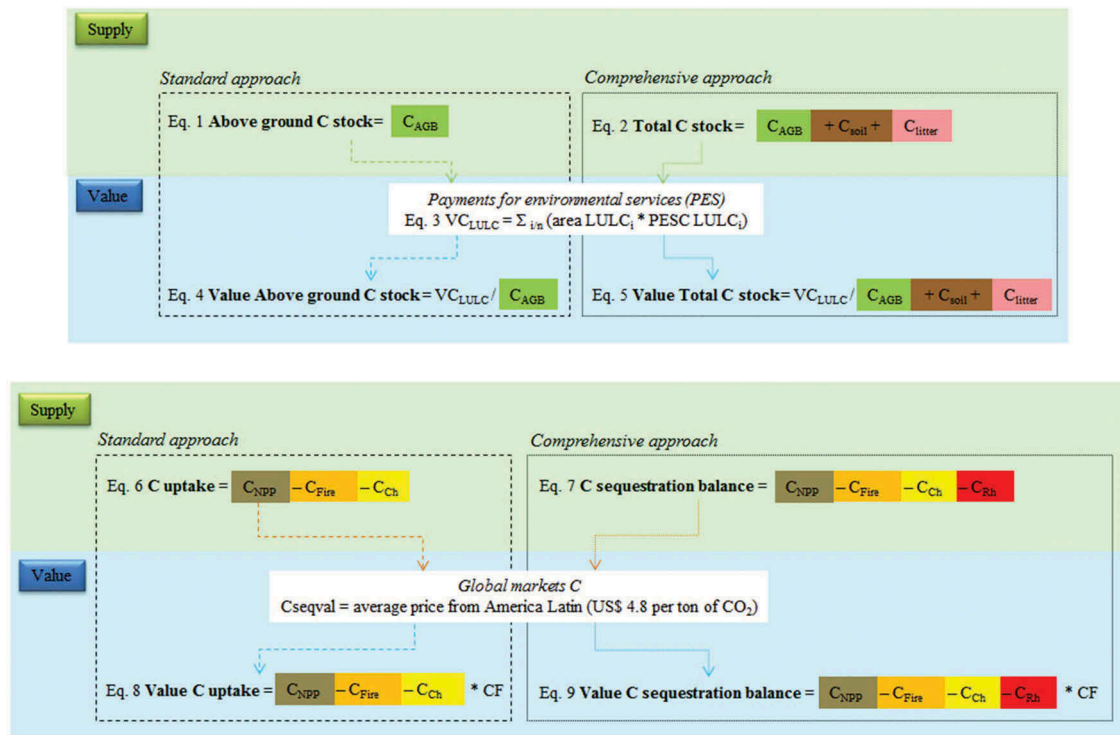 Supply
Standard approach
Comprehensive approach
Eq. 1 Above ground C stock= C_AGB
Eq. 2 Total C stock= C_AGB + C_soil + C_litter
Value
Payments for environmental services (PES)
Eq. 3 VC_LULC = Σ i/n (area LULC_i * PESC LULC_i)
Eq. 4 Value Above ground C stock= VC_LULC / C_AGB
Eq. 5 Value Total C stock= VC_LULC / C_AGB + C_soil + C_litter
Supply
Standard approach
Comprehensive approach
Eq. 6 C uptake = C_NPP – C_Fire – C_Ch
Eq. 7 C sequestration balance = C_NPP – C_Fire – C_Ch – C_Rh
Value
Global markets C
Cseqval = average price from America Latin (US$ 4.8 per ton of CO₂)
Eq. 8 Value C uptake = C_NPP – C_Fire – C_Ch * CF
Eq. 9 Value C sequestration balance = C_NPP – C_Fire – C_Ch – C_Rh * CF